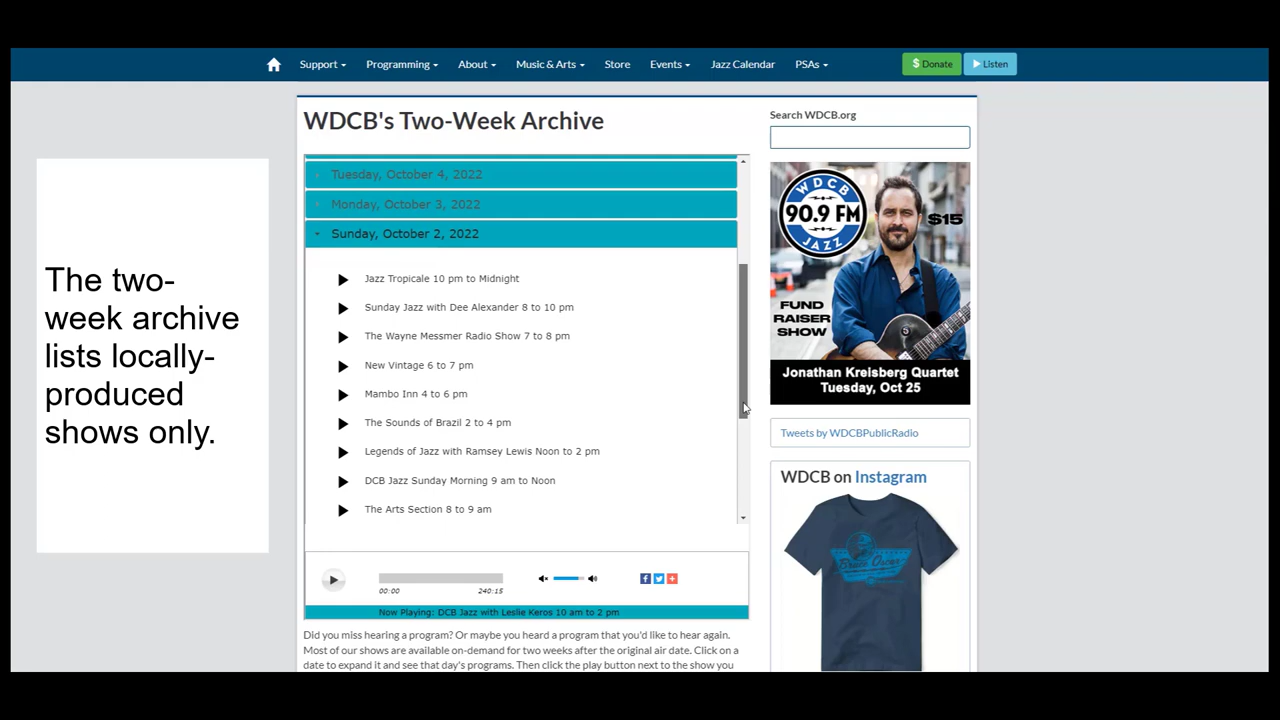 Support
Programming
About
Music & Arts
Store
Events
Jazz Calendar
PSAs
$ Donate
Listen
The two-
week archive
lists locally-
produced
shows only.
WDCB's Two-Week Archive
Tuesday, October 4, 2022
Monday, October 3, 2022
Sunday, October 2, 2022
Jazz Tropicale 10 pm to Midnight
Sunday Jazz with Dee Alexander 8 to 10 pm
The Wayne Messmer Radio Show 7 to 8 pm
New Vintage 6 to 7 pm
Mambo Inn 4 to 6 pm
The Sounds of Brazil 2 to 4 pm
Legends of Jazz with Ramsey Lewis Noon to 2 pm
DCB Jazz Sunday Morning 9 am to Noon
The Arts Section 8 to 9 am
00:00
240:15
Now Playing: DCB Jazz with Leslie Keros 10 am to 2 pm
Did you miss hearing a program? Or maybe you heard a program that you'd like to hear again.
Most of our shows are available on-demand for two weeks after the original air date. Click on a
date to expand it and see that day's programs. Then click the play button next to the show you
Search WDCB.org
WDCB
90.9 FM
JAZZ
$15
FUND
RAISER
SHOW
Jonathan Kreisberg Quartet
Tuesday, Oct 25
Tweets by WDCBPublicRadio
WDCB on Instagram